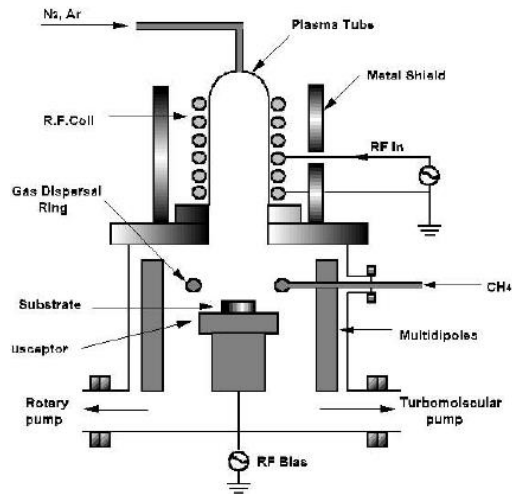 N₂, Ar
Plasma Tube
Metal Shield
R.F.Coil
RF In
Gas Dispersal
Ring
CH₄
Substrate
usceptor
Multidipoles
Rotary
pump
Turbomolecular
pump
RF Bias